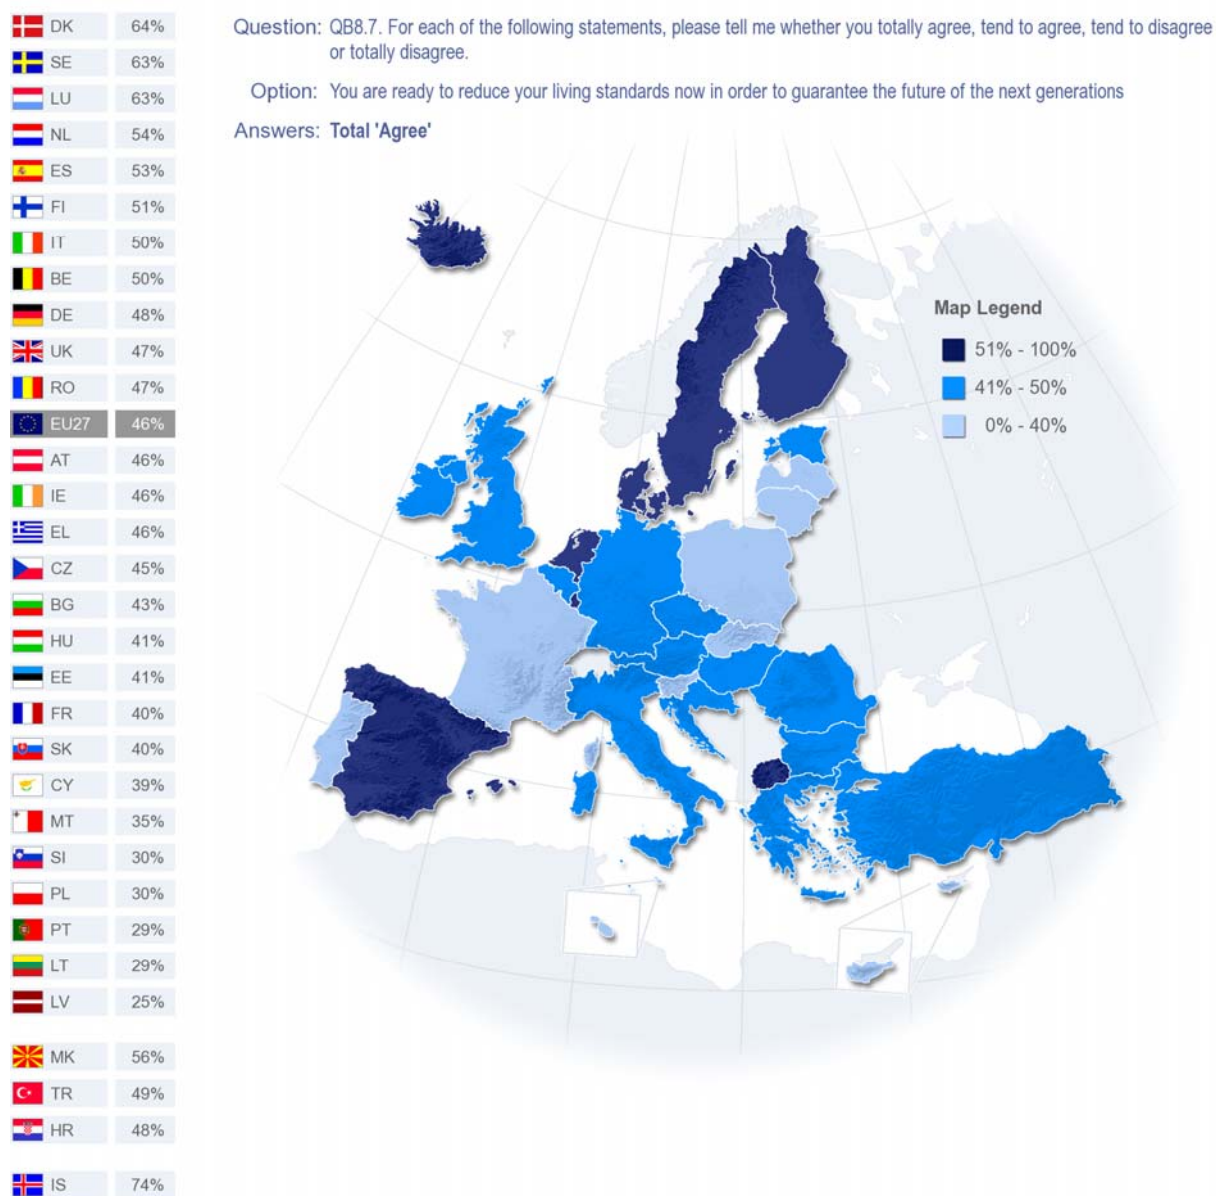 DK 64%
SE 63%
LU 63%
NL 54%
ES 53%
FI 51%
IT 50%
BE 50%
DE 48%
UK 47%
RO 47%
EU27 46%
AT 46%
IE 46%
EL 46%
CZ 45%
BG 43%
HU 41%
EE 41%
FR 40%
SK 40%
CY 39%
MT 35%
SI 30%
PL 30%
PT 29%
LT 29%
LV 25%
MK 56%
TR 49%
HR 48%
IS 74%
Question: QB8.7. For each of the following statements, please tell me whether you totally agree, tend to agree, tend to disagree
or totally disagree.
Option: You are ready to reduce your living standards now in order to guarantee the future of the next generations
Answers: Total 'Agree'
Map Legend
51% - 100%
41% - 50%
0% - 40%